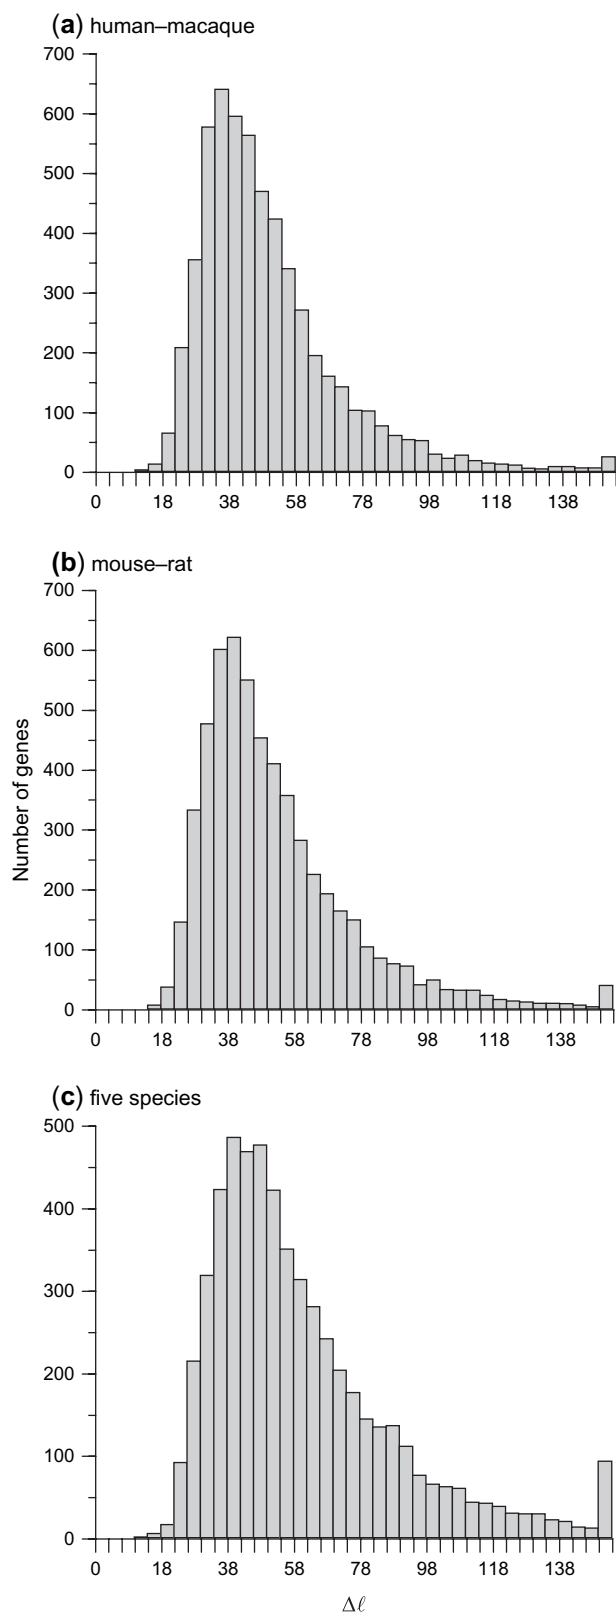 (a) human–macaque
700
600
500
400
300
200
100
0
0 18 38 58 78 98 118 138
(b) mouse–rat
700
600
500
400
300
200
100
0
0 18 38 58 78 98 118 138
Number of genes
(c) five species
500
400
300
200
100
0
0 18 38 58 78 98 118 138
Δℓ